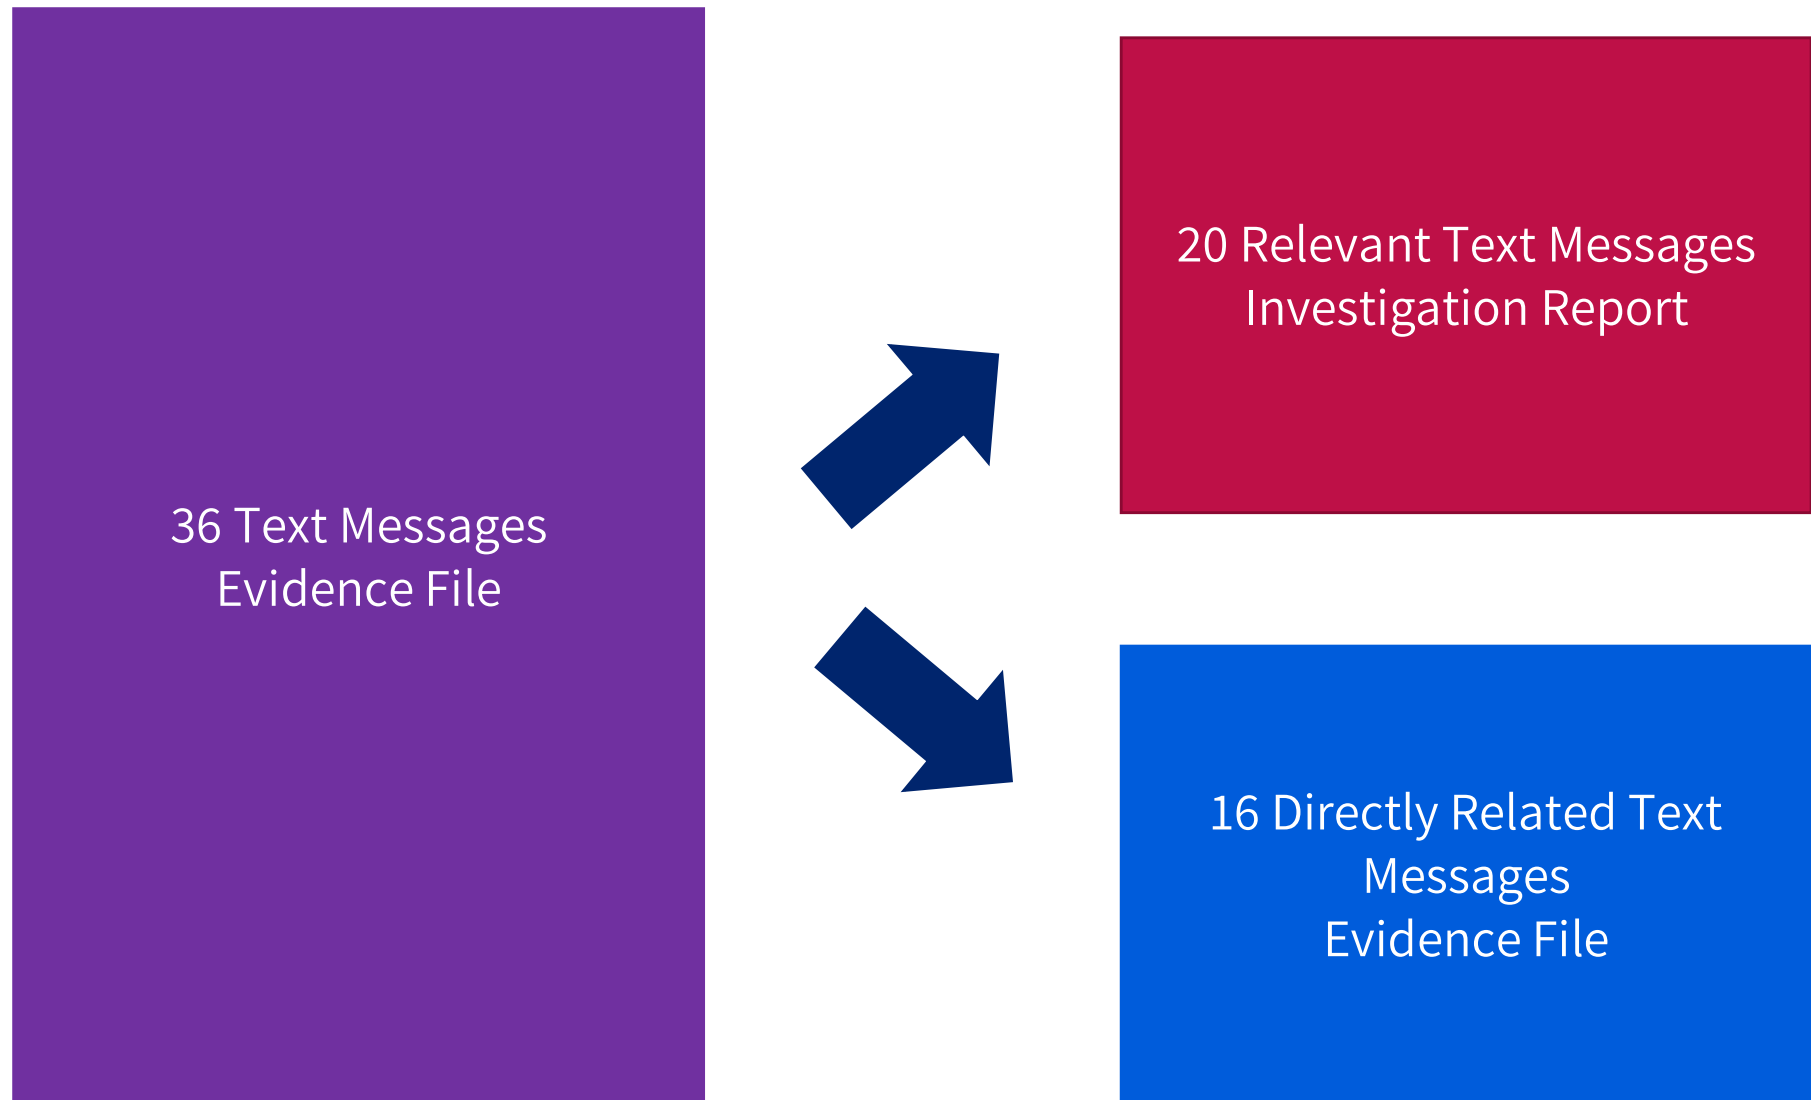 36 Text Messages
Evidence File
20 Relevant Text Messages
Investigation Report
16 Directly Related Text
Messages
Evidence File